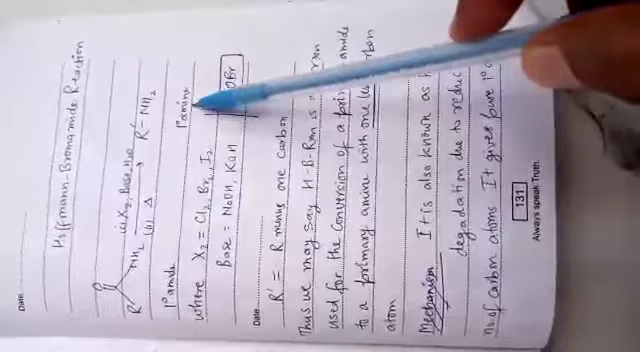 Date
Hoffmann-Bromamide Reaction
O
R NH2 (i) X2, Base, H2O (ii) Δ → R'-NH2
1° amide 1° amine
where X2 = Cl2, Br2, I2
Base = NaOH, KOH OBr
Date
R' = R minus one carbon
Thus we may say H-B-Rxn is rxn
used for the conversion of a amide
to a primary amine with one
atom
Mechanism It is also known as
degradation due to reduc
No. of carbon atoms It gives pure 1°
131
Always speak Truth.